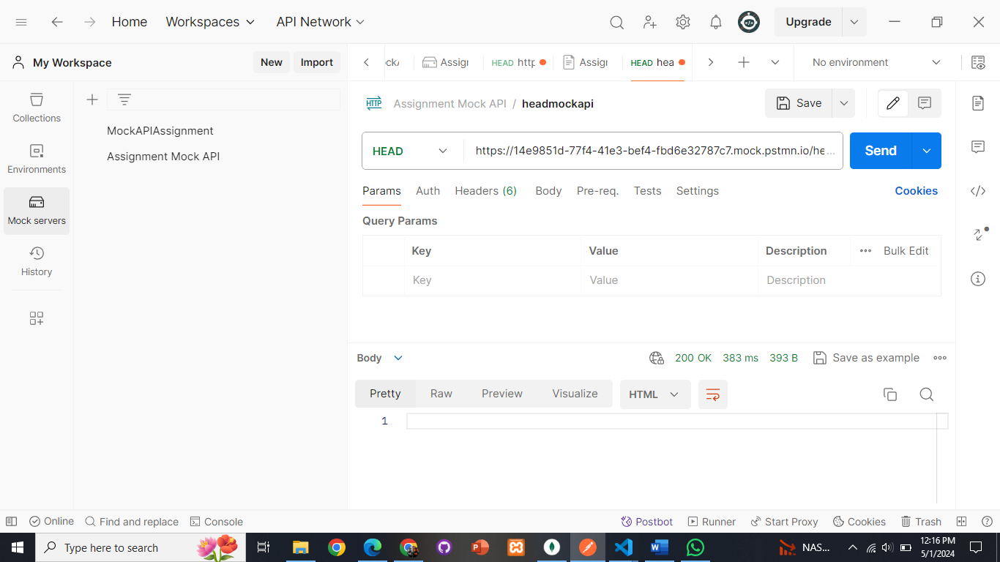 Home Workspaces API Network Upgrade
My Workspace New Import
Assigr HEAD http Assigr HEAD hea No environment
HTTP Assignment Mock API / headmockapi Save
Collections
Environments
Mock servers
History
MockAPIAssignment
Assignment Mock API
HEAD https://14e9851d-77f4-41e3-bef4-fbd6e32787c7.mock.pstmn.io/he... Send
Params Auth Headers (6) Body Pre-req. Tests Settings Cookies
Query Params
Key Value Description ••• Bulk Edit
Key Value Description
Body 200 OK 383 ms 393 B Save as example
Pretty Raw Preview Visualize HTML
1
Online Find and replace Console Postbot Runner Start Proxy Cookies Trash
Type here to search NAS... 12:16 PM
5/1/2024